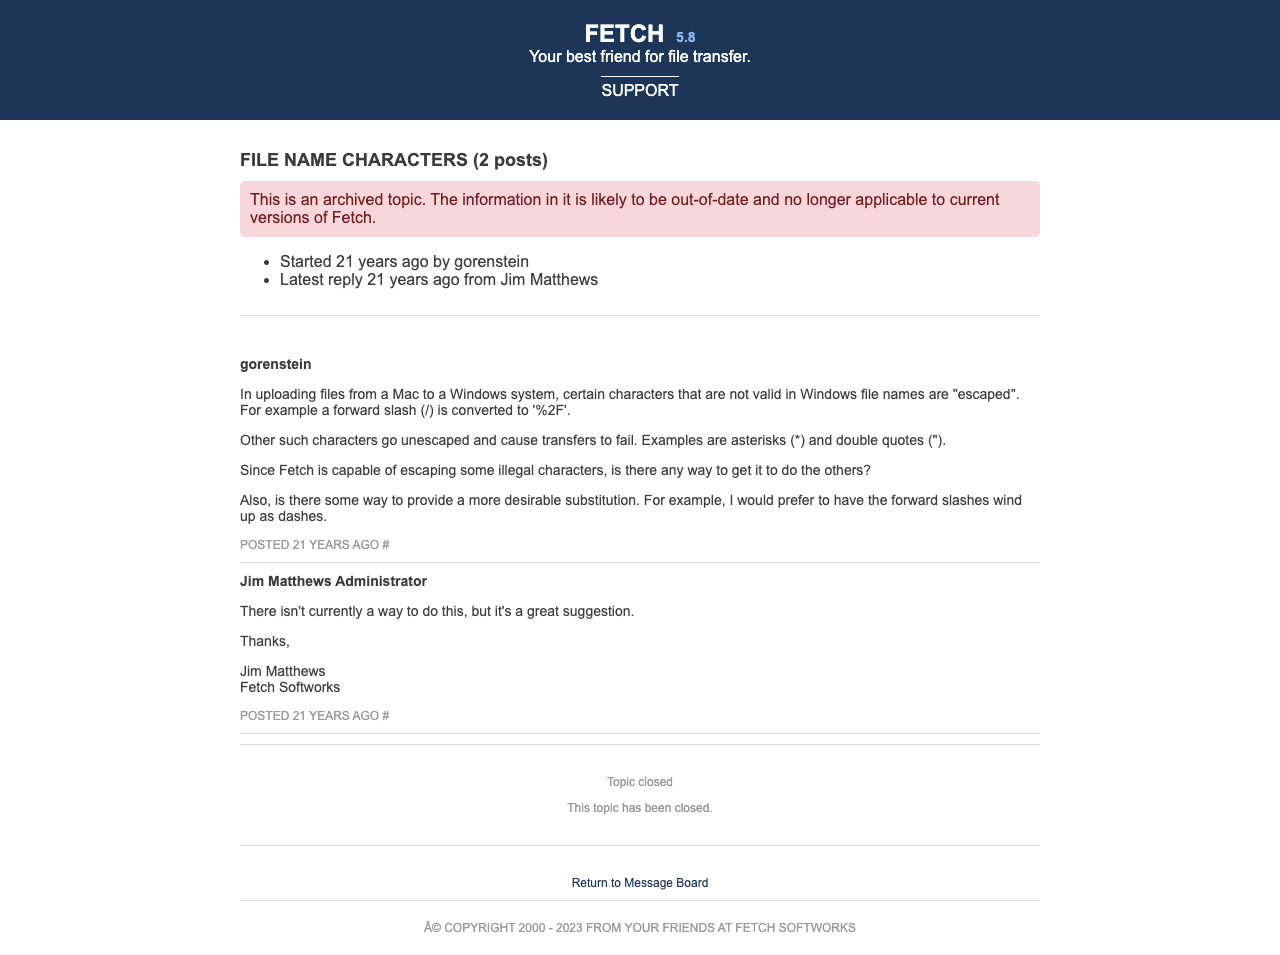 FETCH 5.8
Your best friend for file transfer.
SUPPORT
FILE NAME CHARACTERS (2 posts)
This is an archived topic. The information in it is likely to be out-of-date and no longer applicable to current
versions of Fetch.
• Started 21 years ago by gorenstein
• Latest reply 21 years ago from Jim Matthews
gorenstein
In uploading files from a Mac to a Windows system, certain characters that are not valid in Windows file names are "escaped".
For example a forward slash (/) is converted to '%2F'.
Other such characters go unescaped and cause transfers to fail. Examples are asterisks (*) and double quotes (").
Since Fetch is capable of escaping some illegal characters, is there any way to get it to do the others?
Also, is there some way to provide a more desirable substitution. For example, I would prefer to have the forward slashes wind
up as dashes.
POSTED 21 YEARS AGO #
Jim Matthews Administrator
There isn't currently a way to do this, but it's a great suggestion.
Thanks,
Jim Matthews
Fetch Softworks
POSTED 21 YEARS AGO #
Topic closed
This topic has been closed.
Return to Message Board
Â© COPYRIGHT 2000 - 2023 FROM YOUR FRIENDS AT FETCH SOFTWORKS